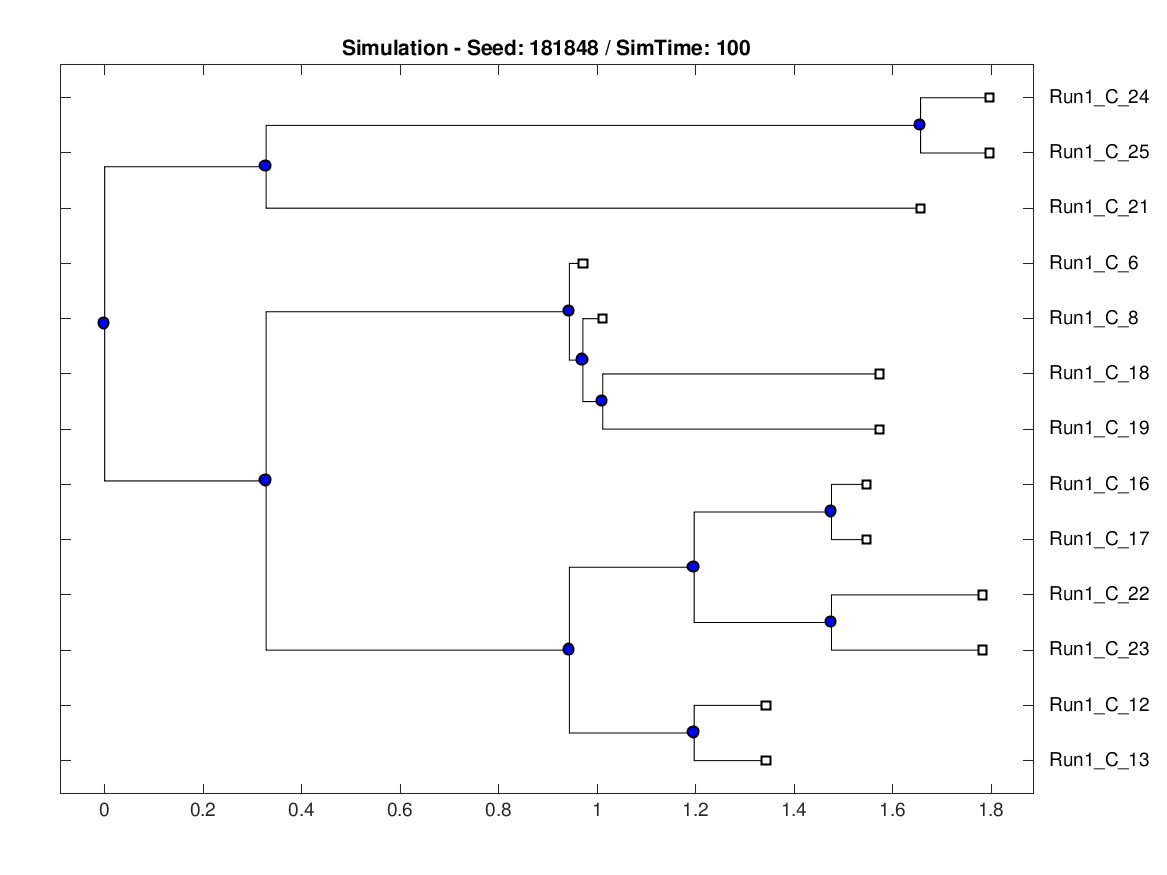 Simulation - Seed: 181848 / SimTime: 100
Run1_C_24
Run1_C_25
Run1_C_21
Run1_C_6
Run1_C_8
Run1_C_18
Run1_C_19
Run1_C_16
Run1_C_17
Run1_C_22
Run1_C_23
Run1_C_12
Run1_C_13
0 0.2 0.4 0.6 0.8 1 1.2 1.4 1.6 1.8